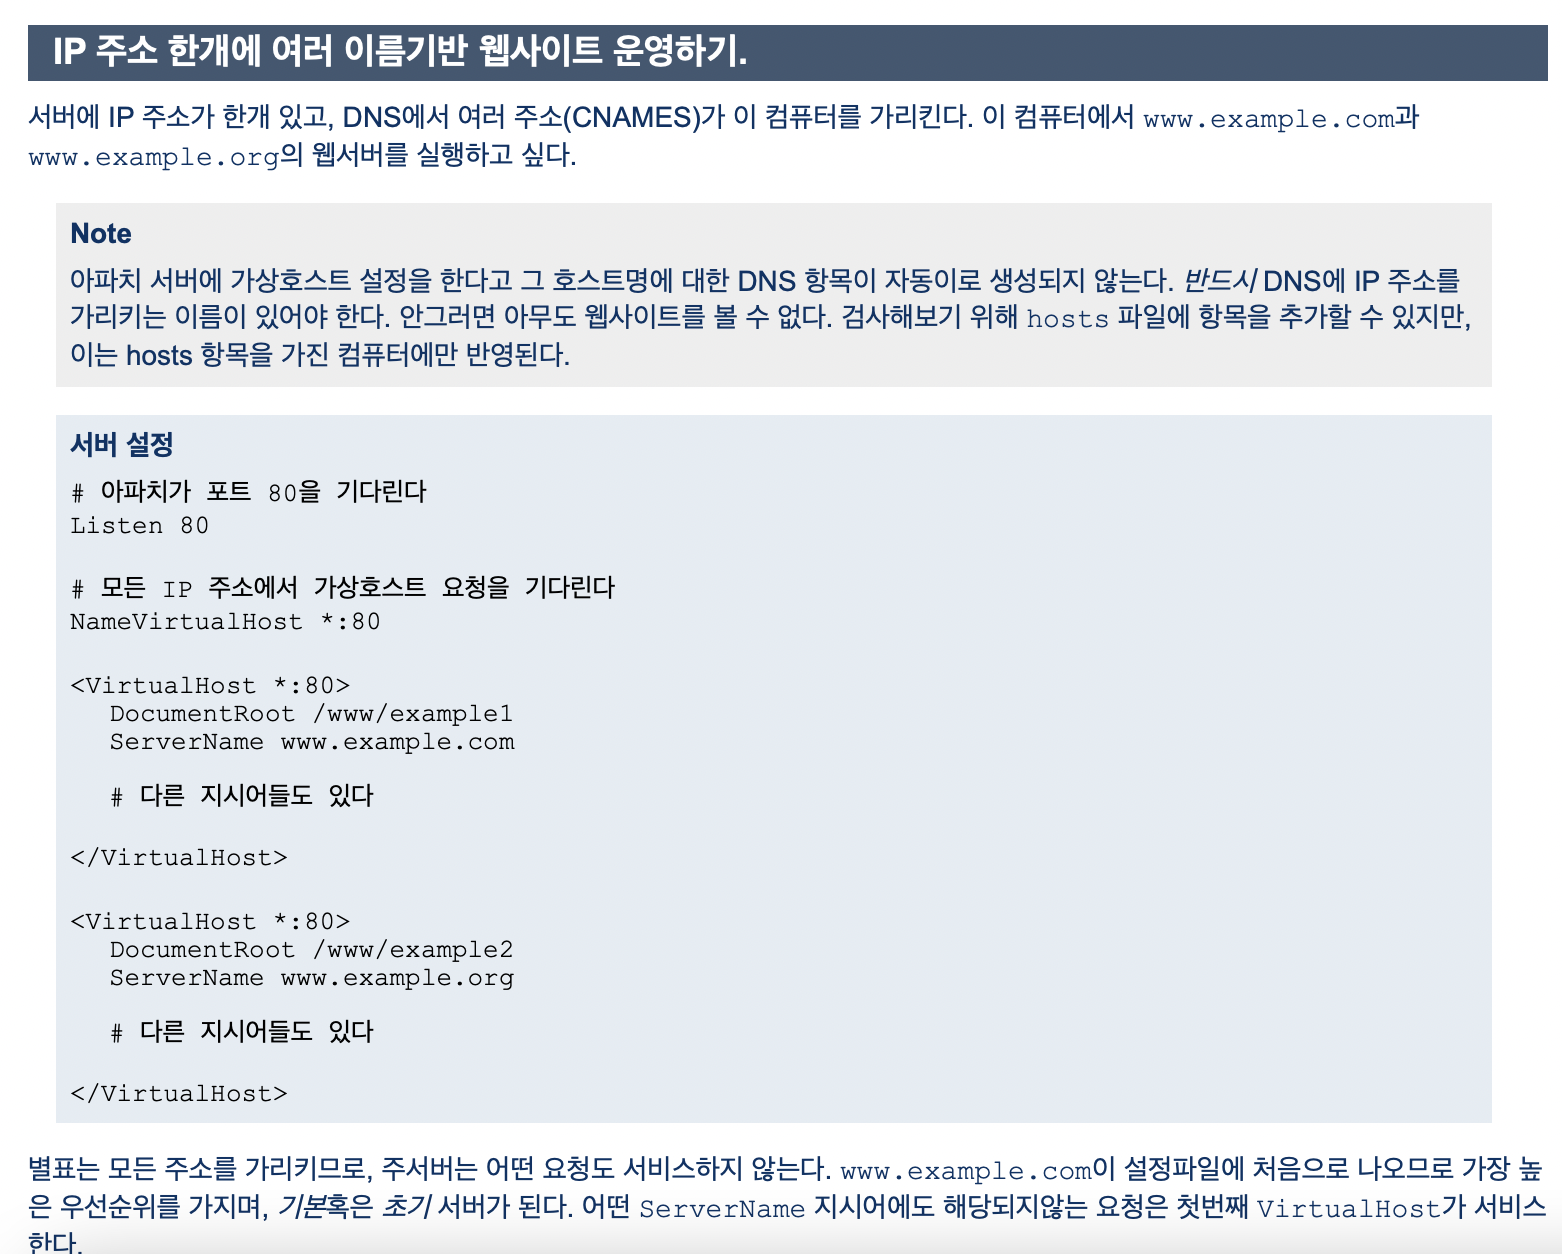 IP 주소 한개에 여러 이름기반 웹사이트 운영하기.
서버에 IP 주소가 한개 있고, DNS에서 여러 주소(CNAMES)가 이 컴퓨터를 가리킨다. 이 컴퓨터에서 www.example.com과
www.example.org의 웹서버를 실행하고 싶다.
Note
아파치 서버에 가상호스트 설정을 한다고 그 호스트명에 대한 DNS 항목이 자동이로 생성되지 않는다. 반드시 DNS에 IP 주소를
가리키는 이름이 있어야 한다. 안그러면 아무도 웹사이트를 볼 수 없다. 검사해보기 위해 hosts 파일에 항목을 추가할 수 있지만,
이는 hosts 항목을 가진 컴퓨터에만 반영된다.
서버 설정
# 아파치가 포트 80을 기다린다
Listen 80
# 모든 IP 주소에서 가상호스트 요청을 기다린다
NameVirtualHost *:80
<VirtualHost *:80>
DocumentRoot /www/example1
ServerName www.example.com
# 다른 지시어들도 있다
</VirtualHost>
<VirtualHost *:80>
DocumentRoot /www/example2
ServerName www.example.org
# 다른 지시어들도 있다
</VirtualHost>
별표는 모든 주소를 가리키므로, 주서버는 어떤 요청도 서비스하지 않는다. www.example.com이 설정파일에 처음으로 나오므로 가장 높
은 우선순위를 가지며, 기본혹은 초기 서버가 된다. 어떤 ServerName 지시어에도 해당되지않는 요청은 첫번째 VirtualHost가 서비스
한다.